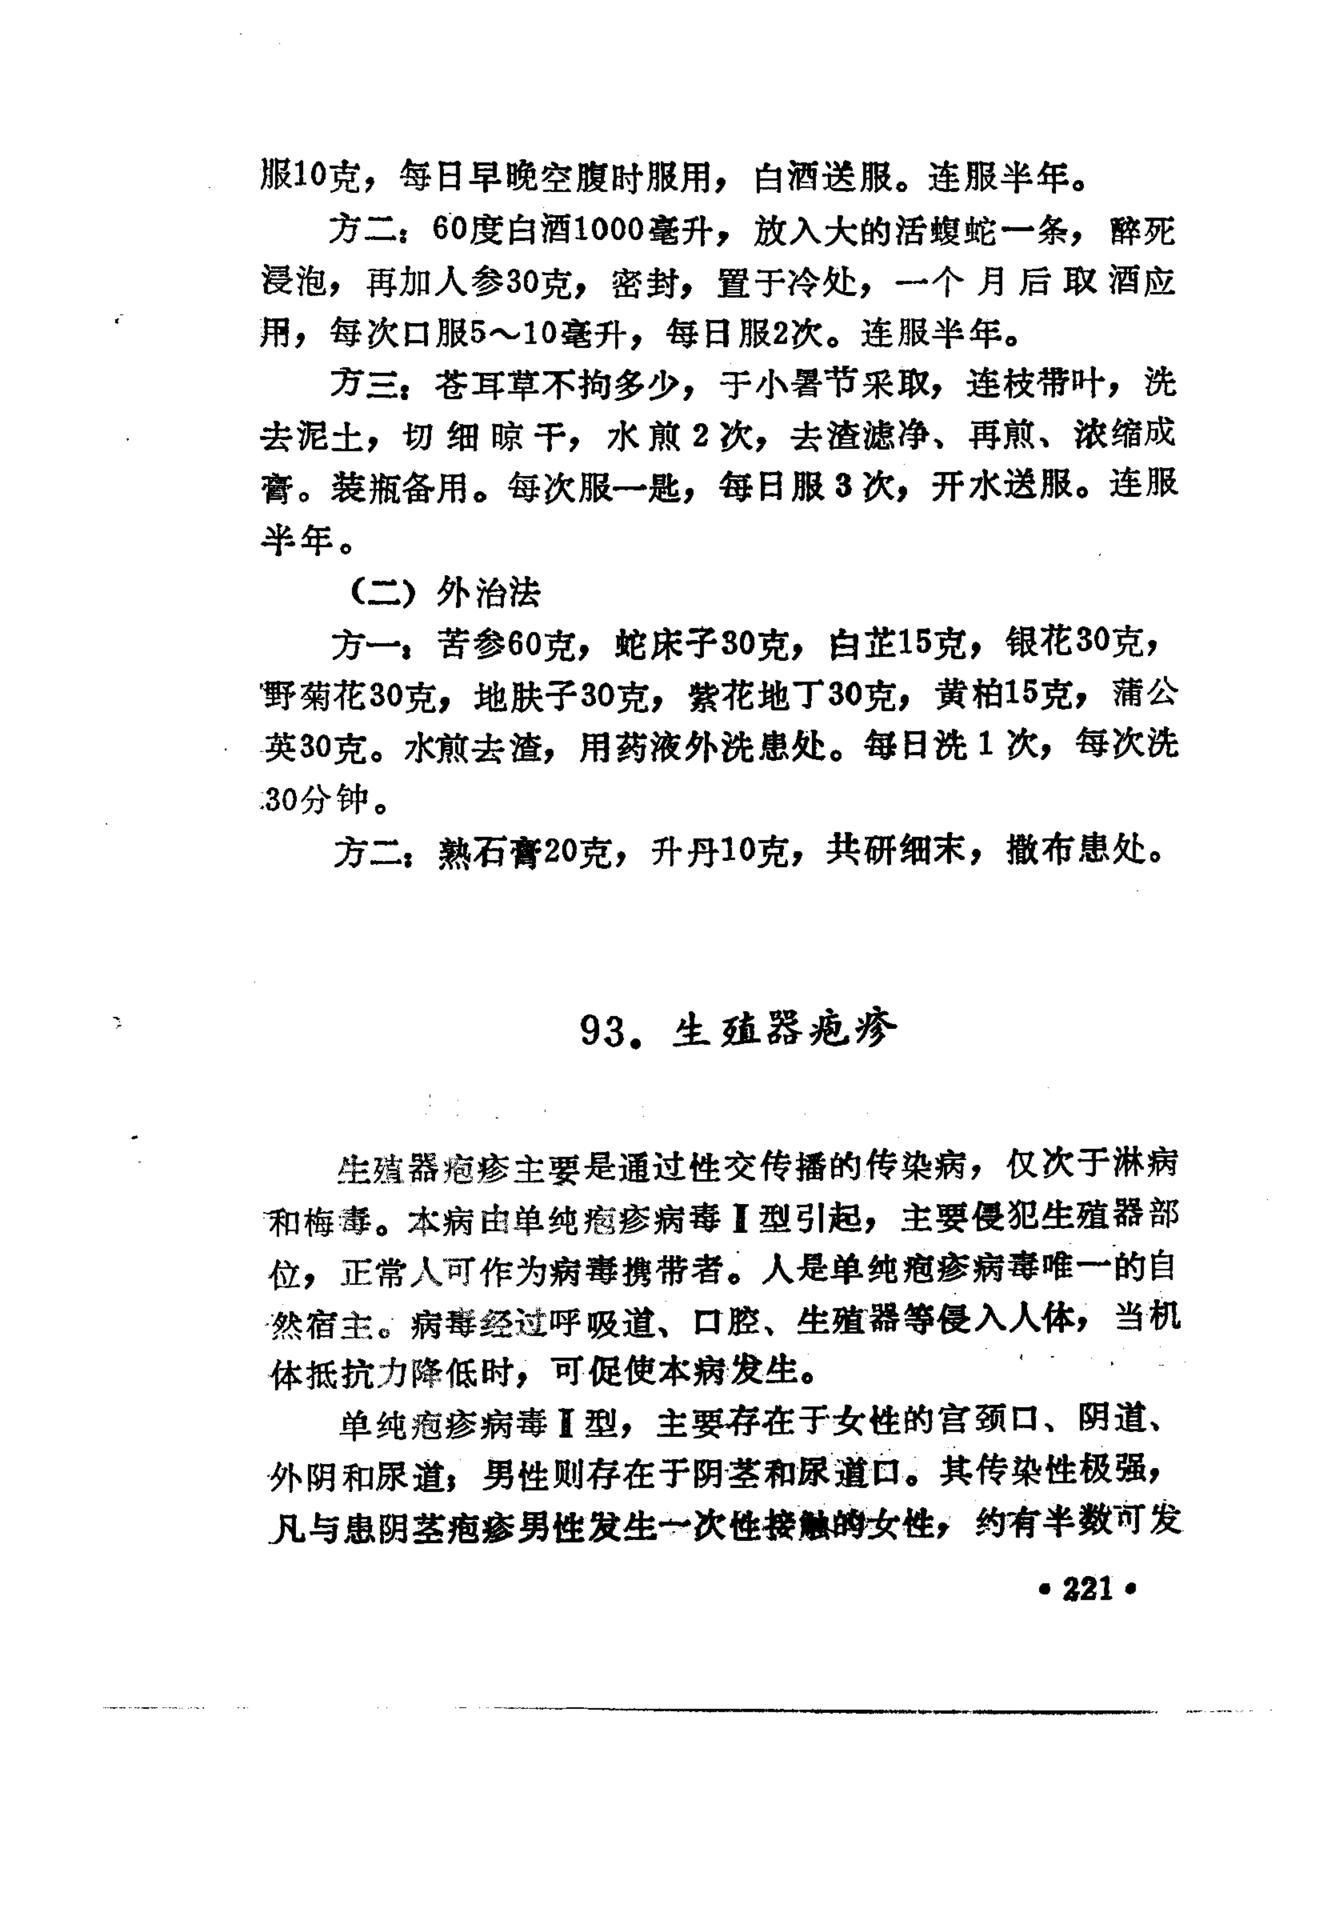 服10克，每日早晚空腹时服用，白酒送服。连服半年。
方二：60度白酒1000毫升，放入大的活蝮蛇一条，醉死
浸泡，再加人参30克，密封，置于冷处，一个月后取酒应
用，每次口服5～10毫升，每日服2次。连服半年。
方三：苍耳草不拘多少，于小暑节采取，连枝带叶，洗
去泥土，切细晾干，水煎2次，去渣滤净、再煎、浓缩成
膏。装瓶备用。每次服一匙，每日服3次，开水送服。连服
半年。
（二）外治法
方一：苦参60克，蛇床子30克，白芷15克，银花30克，
野菊花30克，地肤子30克，紫花地丁30克，黄柏15克，蒲公
英30克。水煎去渣，用药液外洗患处。每日洗1次，每次洗
30分钟。
方二：熟石膏20克，升丹10克，共研细末，撒布患处。
93．生殖器疱疹
生殖器疱疹主要是通过性交传播的传染病，仅次于淋病
和梅毒。本病由单纯疱疹病毒Ⅱ型引起，主要侵犯生殖器部
位，正常人可作为病毒携带者。人是单纯疱疹病毒唯一的自
然宿主。病毒经过呼吸道、口腔、生殖器等侵入人体，当机
体抵抗力降低时，可促使本病发生。
单纯疱疹病毒Ⅱ型，主要存在于女性的宫颈口、阴道、
外阴和尿道；男性则存在于阴茎和尿道口。其传染性极强，
凡与患阴茎疱疹男性发生一次性接触的女性，约有半数可发
•221•